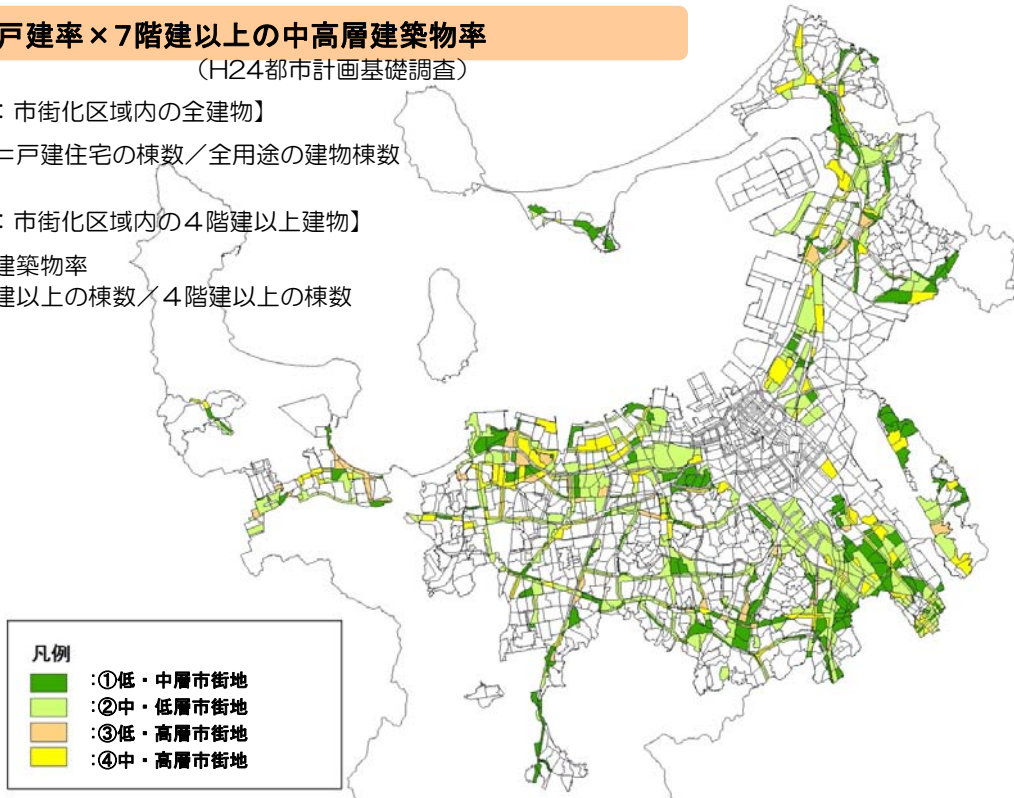 戸建率×7階建以上の中高層建築物率
(H24都市計画基礎調査)
:市街化区域内の全建物】
=戸建住宅の棟数/全用途の建物棟数
:市街化区域内の4階建以上建物】
建築物率
建以上の棟数/4階建以上の棟数
凡例
:①低・中層市街地
:②中・低層市街地
:③低・高層市街地
:④中・高層市街地